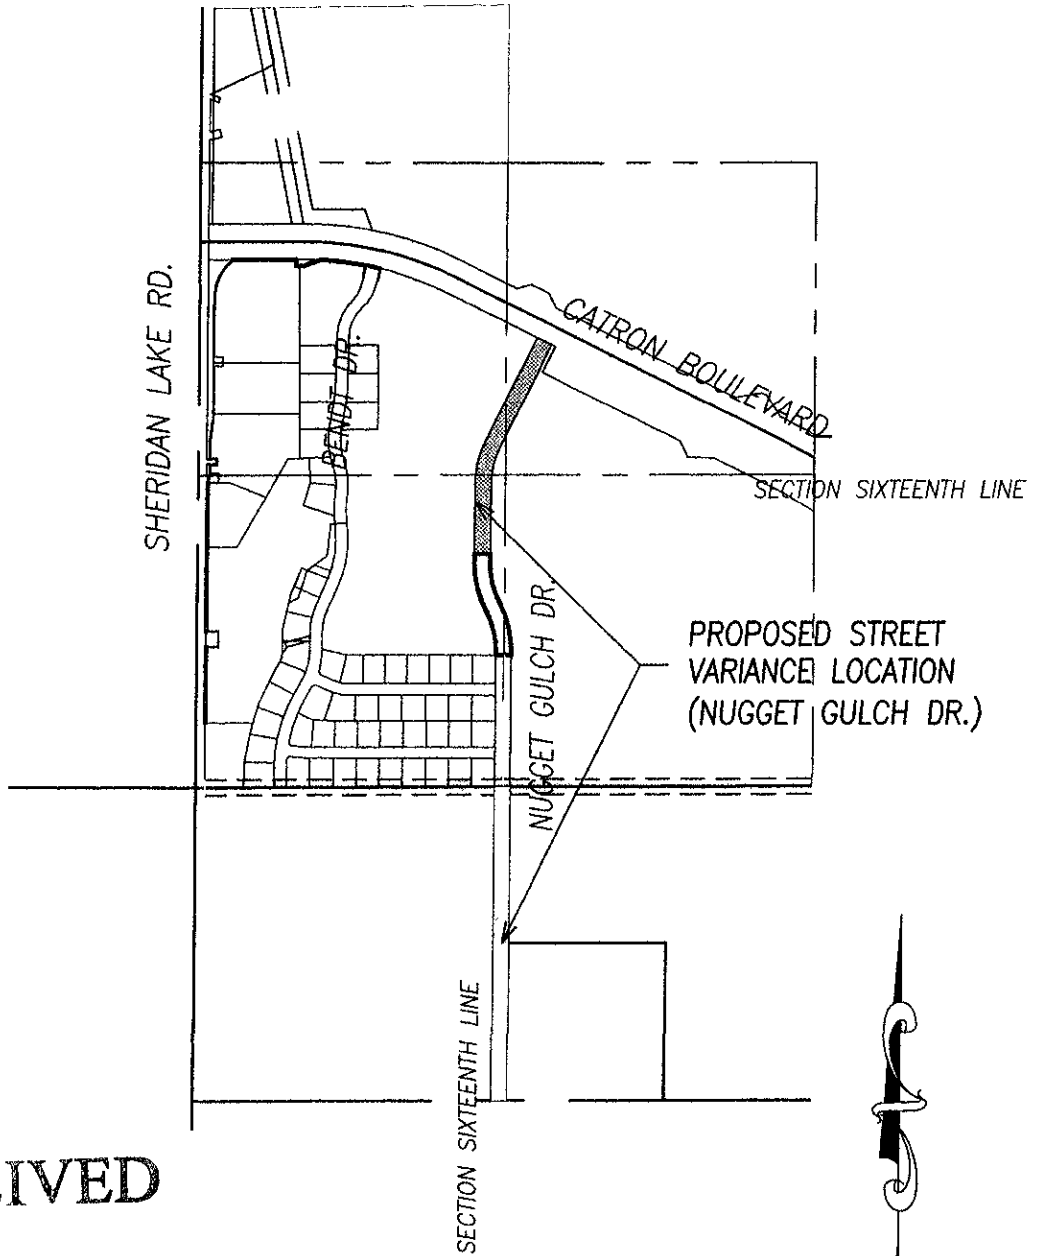 SHERIDAN LAKE RD.
BENDT DR.
CATRON BOULEVARD
SECTION SIXTEENTH LINE
NUGGET GULCH DR.
PROPOSED STREET
VARIANCE LOCATION
(NUGGET GULCH DR.)
SECTION SIXTEENTH LINE
IVED